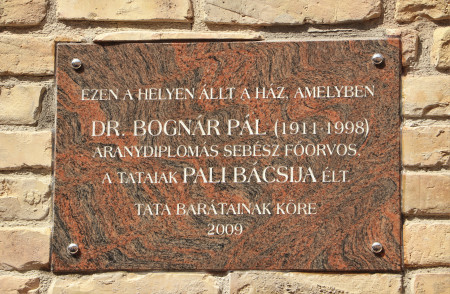 EZEN A HELYEN ÁLLT A HÁZ, AMELYBEN
DR. BOGNÁR PÁL (1911-1998)
ARANYDIPLOMÁS SEBÉSZ FŐORVOS,
A TATAIAK PALI BÁCSIJA ÉLT.
TATA BARÁTAINAK KÖRE
2009